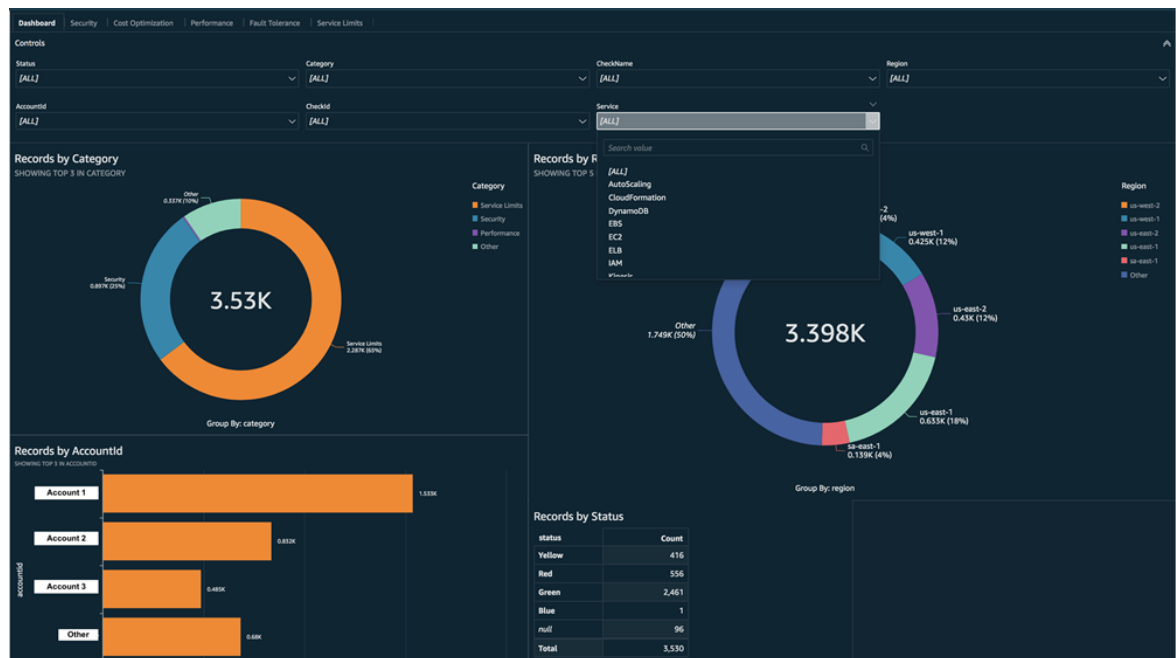 Dashboard Security Cost Optimization Performance Fault Tolerance Service Limits
Controls
Status Category CheckName Region
[ALL] [ALL] [ALL] [ALL]
AccountId CheckId Service
[ALL] [ALL] [ALL]
Search value
[ALL]
AutoScaling
CloudFormation
DynamoDB
EBS
EC2
ELB
IAM
Records by Category
SHOWING TOP 3 IN CATEGORY
Other
0.337K (10%)
Security
0.897K (25%)
3.53K
Service Limits
2.287K (65%)
Category
Service Limits
Security
Performance
Other
Group By: category
Records by R
SHOWING TOP 5
-2
(4%)
us-west-1
0.425K (12%)
us-east-2
0.43K (12%)
Other
1.749K (50%)
3.398K
us-east-1
0.633K (18%)
sa-east-1
0.139K (4%)
Region
us-west-2
us-west-1
us-east-2
us-east-1
sa-east-1
Other
Group By: region
Records by AccountId
SHOWING TOP 3 IN ACCOUNTID
accountid
Account 1 1.533K
Account 2 0.832K
Account 3 0.485K
Other 0.68K
Records by Status
status Count
Yellow 416
Red 556
Green 2,461
Blue 1
null 96
Total 3,530